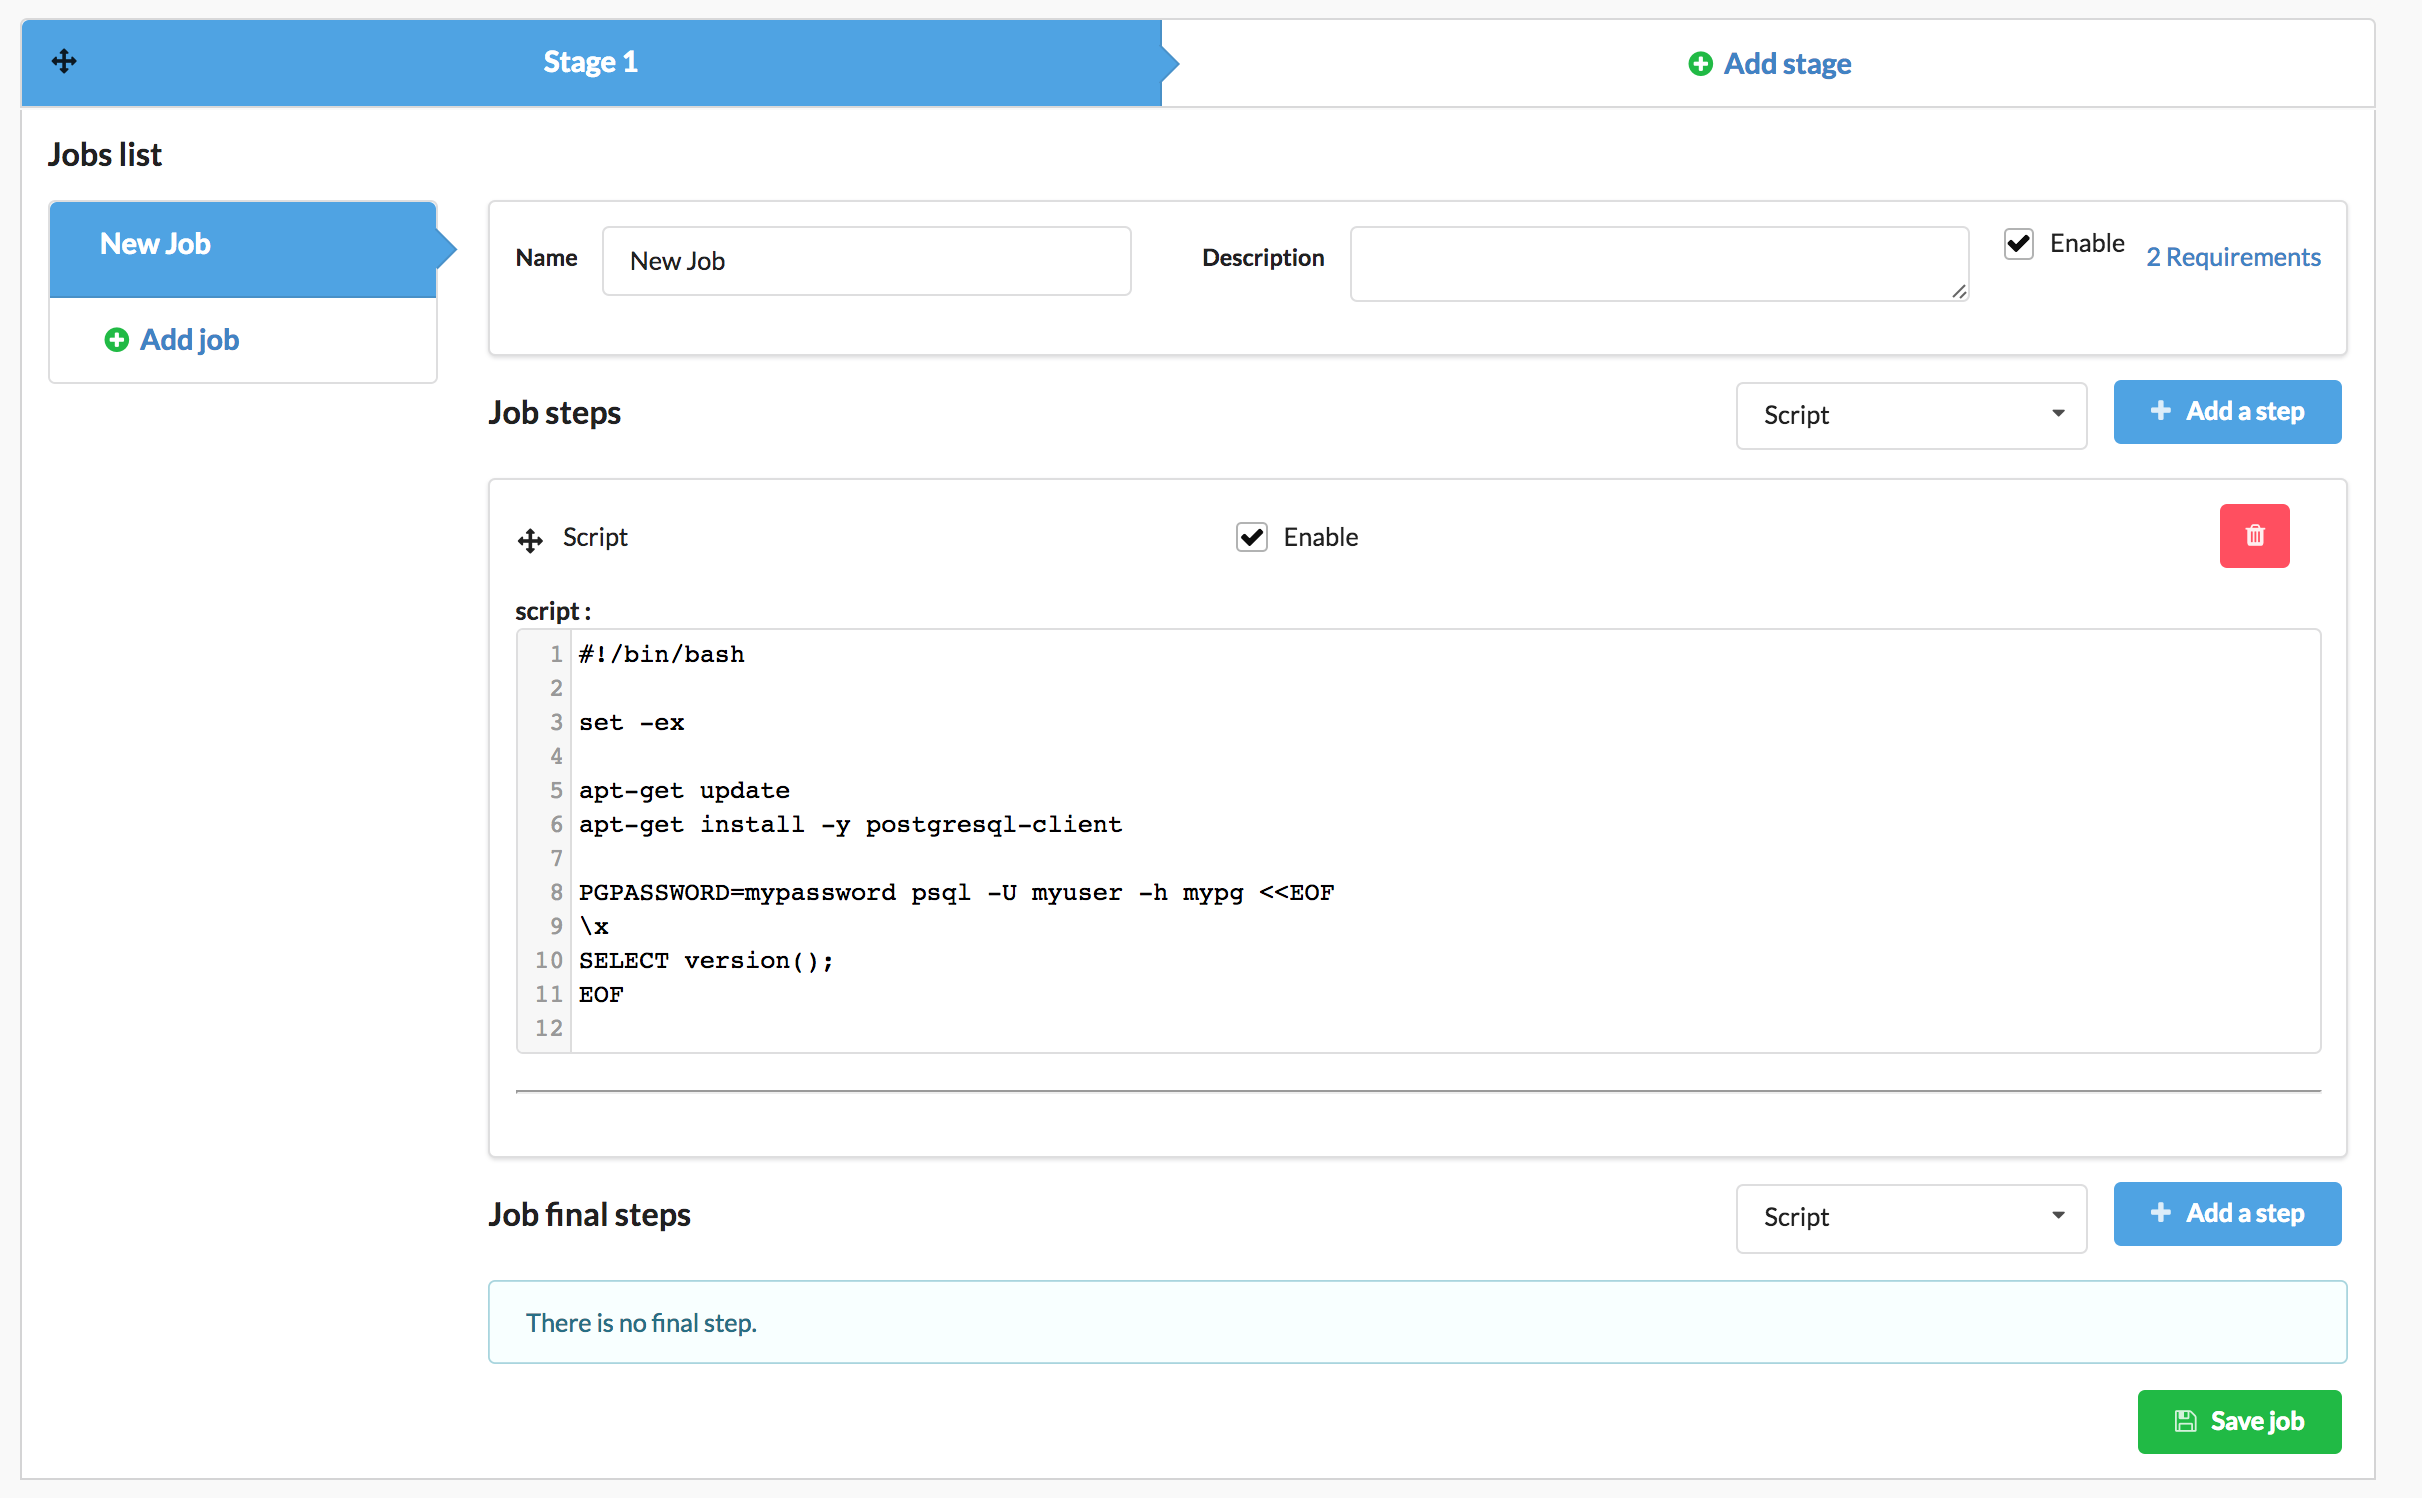 Stage 1
Add stage
Jobs list
New Job
Add job
Name
New Job
Description
Enable
2 Requirements
Job steps
Script
Add a step
Script
Enable
script :
1 #!/bin/bash
2
3 set -ex
4
5 apt-get update
6 apt-get install -y postgresql-client
7
8 PGPASSWORD=mypassword psql -U myuser -h mypg <<EOF
9 \x
10 SELECT version();
11 EOF
12
Job final steps
Script
Add a step
There is no final step.
Save job